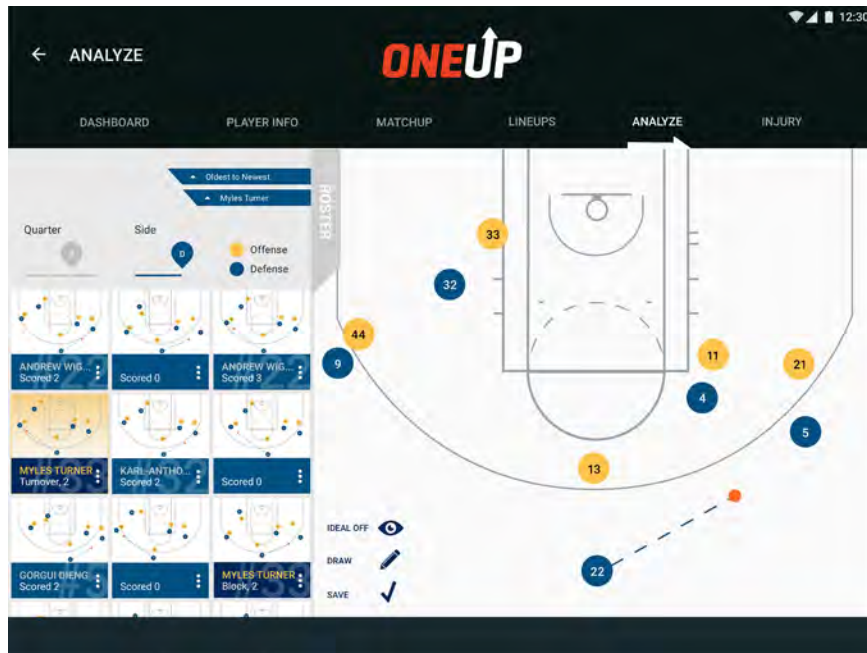 12:30
ANALYZE
ONEUP
DASHBOARD PLAYER INFO MATCHUP LINEUPS ANALYZE INJURY
Oldest to Newest
Myles Turner
ROSTER
Quarter
Side
D
Offense
Defense
ANDREW WIG...
Scored 2
Scored 0
ANDREW WIG...
Scored 3
MYLES TURNER
Turnover, 2
KARL-ANTHO...
Scored 2
Scored 0
GORGUI DIENG
Scored 2
Scored 0
MYLES TURNER
Block, 2
33
32
44
9
11
21
4
5
13
22
IDEAL OFF
DRAW
SAVE